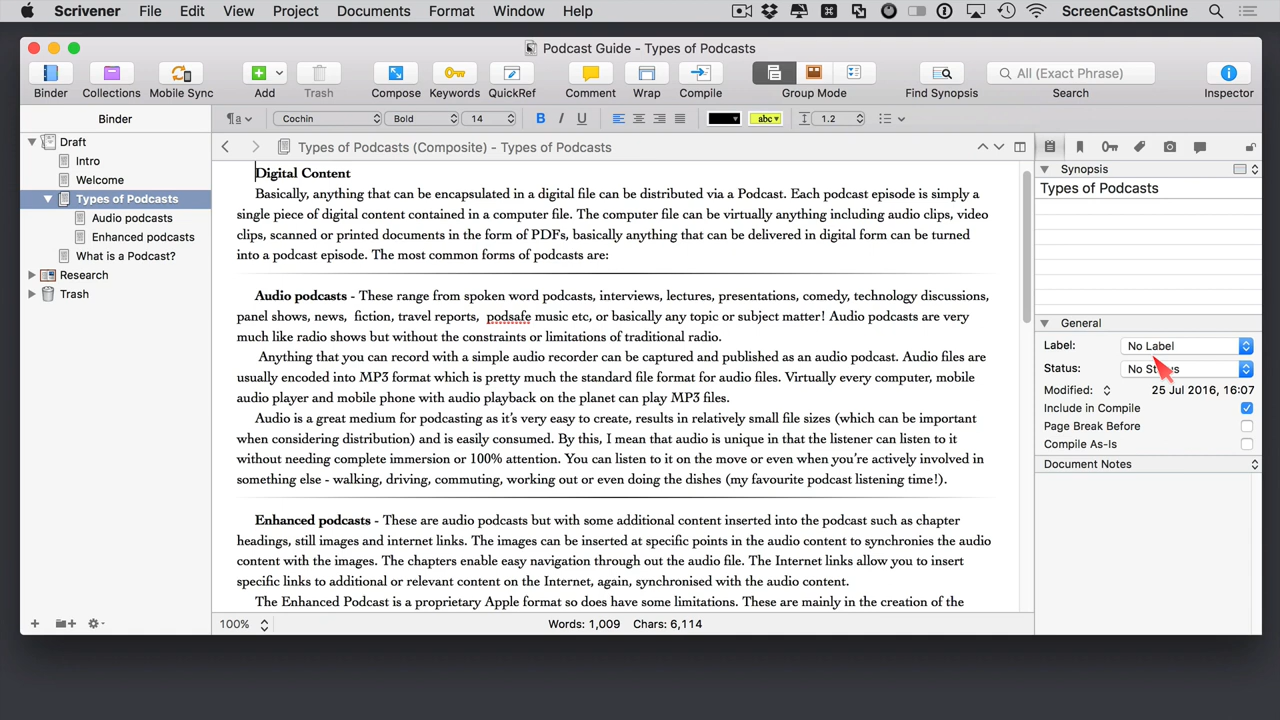 Scrivener File Edit View Project Documents Format Window Help ScreenCastsOnline
Podcast Guide - Types of Podcasts
All (Exact Phrase)
Binder Collections Mobile Sync Add Trash Compose Keywords QuickRef Comment Wrap Compile Group Mode Find Synopsis Search Inspector
Binder
Cochin Bold 14 B I U abc 1.2
Types of Podcasts (Composite) - Types of Podcasts
Draft
Intro
Welcome
Types of Podcasts
Audio podcasts
Enhanced podcasts
What is a Podcast?
Research
Trash
Digital Content
Basically, anything that can be encapsulated in a digital file can be distributed via a Podcast. Each podcast episode is simply a
single piece of digital content contained in a computer file. The computer file can be virtually anything including audio clips, video
clips, scanned or printed documents in the form of PDFs, basically anything that can be delivered in digital form can be turned
into a podcast episode. The most common forms of podcasts are:
Audio podcasts - These range from spoken word podcasts, interviews, lectures, presentations, comedy, technology discussions,
panel shows, news, fiction, travel reports, podsafe music etc, or basically any topic or subject matter! Audio podcasts are very
much like radio shows but without the constraints or limitations of traditional radio.
Anything that you can record with a simple audio recorder can be captured and published as an audio podcast. Audio files are
usually encoded into MP3 format which is pretty much the standard file format for audio files. Virtually every computer, mobile
audio player and mobile phone with audio playback on the planet can play MP3 files.
Audio is a great medium for podcasting as it's very easy to create, results in relatively small file sizes (which can be important
when considering distribution) and is easily consumed. By this, I mean that audio is unique in that the listener can listen to it
without needing complete immersion or 100% attention. You can listen to it on the move or even when you're actively involved in
something else - walking, driving, commuting, working out or even doing the dishes (my favourite podcast listening time!).
Enhanced podcasts - These are audio podcasts but with some additional content inserted into the podcast such as chapter
headings, still images and internet links. The images can be inserted at specific points in the audio content to synchronies the audio
content with the images. The chapters enable easy navigation through out the audio file. The Internet links allow you to insert
specific links to additional or relevant content on the Internet, again, synchronised with the audio content.
The Enhanced Podcast is a proprietary Apple format so does have some limitations. These are mainly in the creation of the
100% Words: 1,009 Chars: 6,114
Synopsis
Types of Podcasts
General
Label: No Label
Status: No
Modified: 25 Jul 2016, 16:07
Include in Compile
Page Break Before
Compile As-Is
Document Notes